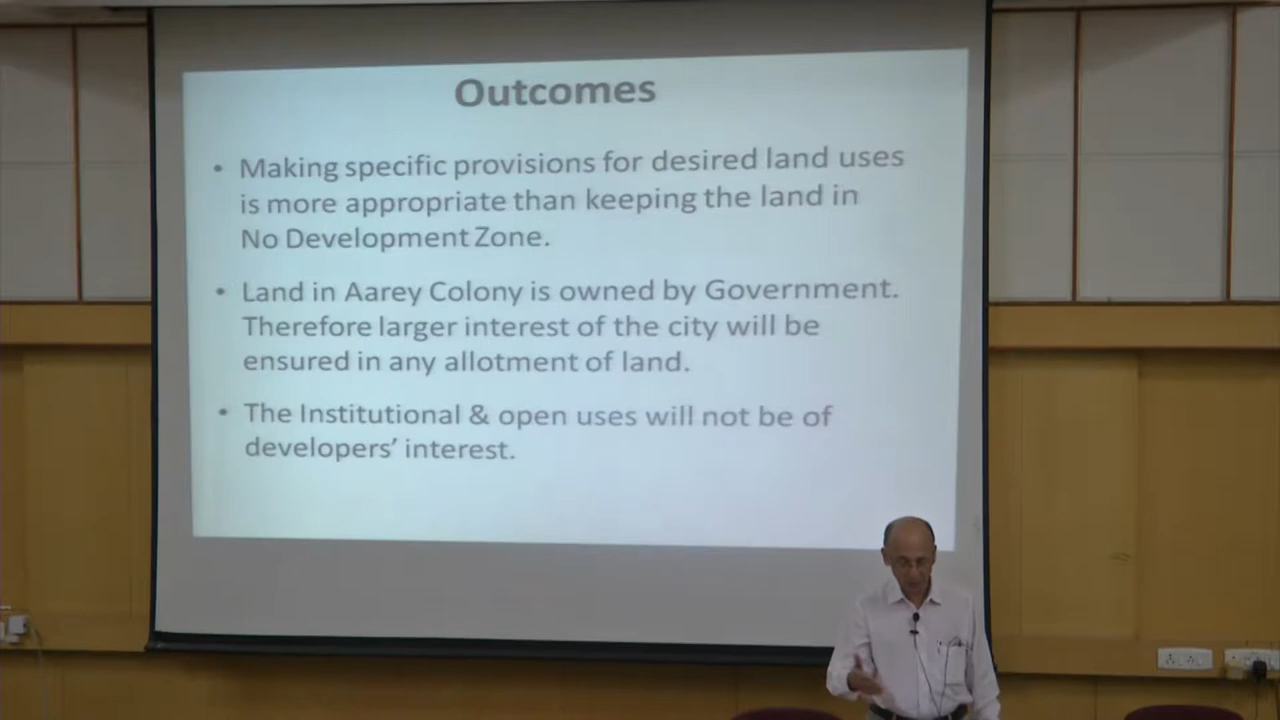 Outcomes
• Making specific provisions for desired land uses
is more appropriate than keeping the land in
No Development Zone.
• Land in Aarey Colony is owned by Government.
Therefore larger interest of the city will be
ensured in any allotment of land.
• The Institutional & open uses will not be of
developers’ interest.